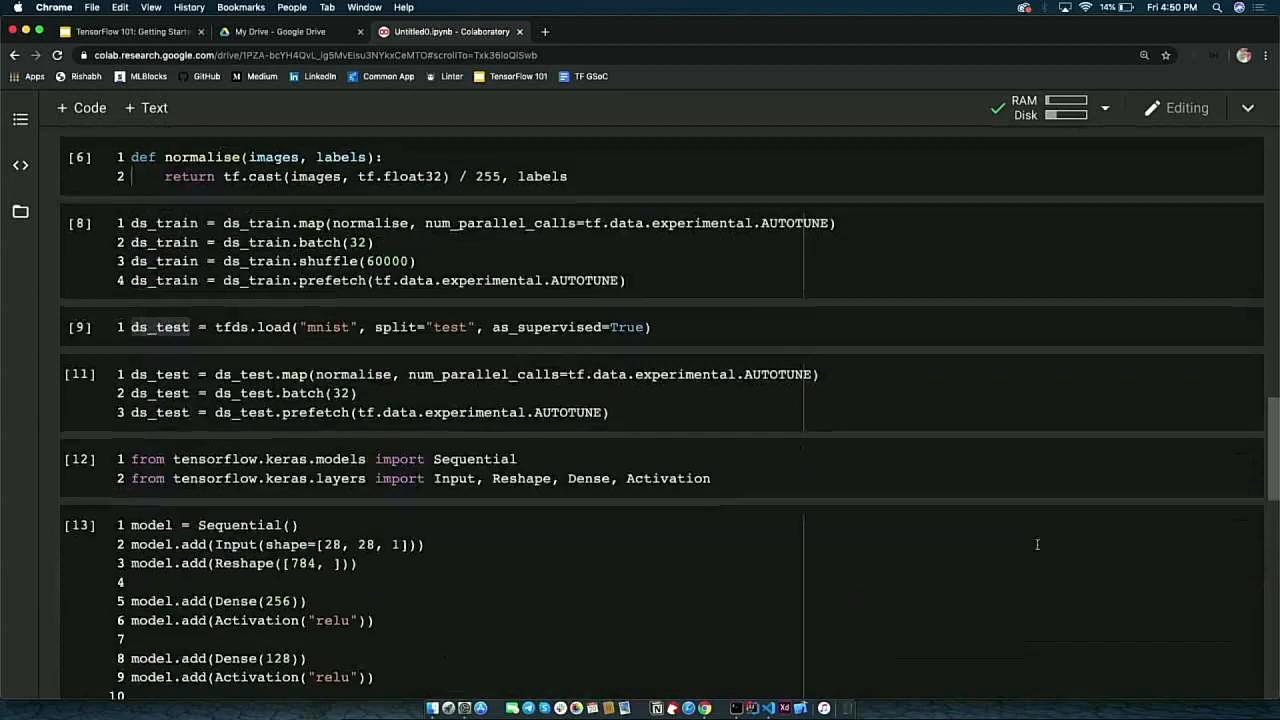 Chrome File Edit View History Bookmarks People Tab Window Help 14% Fri 4:50 PM
TensorFlow 101: Getting Starte My Drive - Google Drive Untitled0.ipynb - Colaboratory
colab.research.google.com/drive/
Apps Rishabh MLBlocks GitHub Medium LinkedIn Common App Linter TensorFlow 101 TF GSoC
+ Code + Text RAM Disk Editing
[6] 1 def normalise(images, labels):
2 return tf.cast(images, tf.float32) / 255, labels
[8] 1 ds_train = ds_train.map(normalise, num_parallel_calls=tf.data.experimental.AUTOTUNE)
2 ds_train = ds_train.batch(32)
3 ds_train = ds_train.shuffle(60000)
4 ds_train = ds_train.prefetch(tf.data.experimental.AUTOTUNE)
[9] 1 ds_test = tfds.load("mnist", split="test", as_supervised=True)
[11] 1 ds_test = ds_test.map(normalise, num_parallel_calls=tf.data.experimental.AUTOTUNE)
2 ds_test = ds_test.batch(32)
3 ds_test = ds_test.prefetch(tf.data.experimental.AUTOTUNE)
[12] 1 from tensorflow.keras.models import Sequential
2 from tensorflow.keras.layers import Input, Reshape, Dense, Activation
[13] 1 model = Sequential()
2 model.add(Input(shape=[28, 28, 1]))
3 model.add(Reshape([784, ]))
4
5 model.add(Dense(256))
6 model.add(Activation("relu"))
7
8 model.add(Dense(128))
9 model.add(Activation("relu"))
10